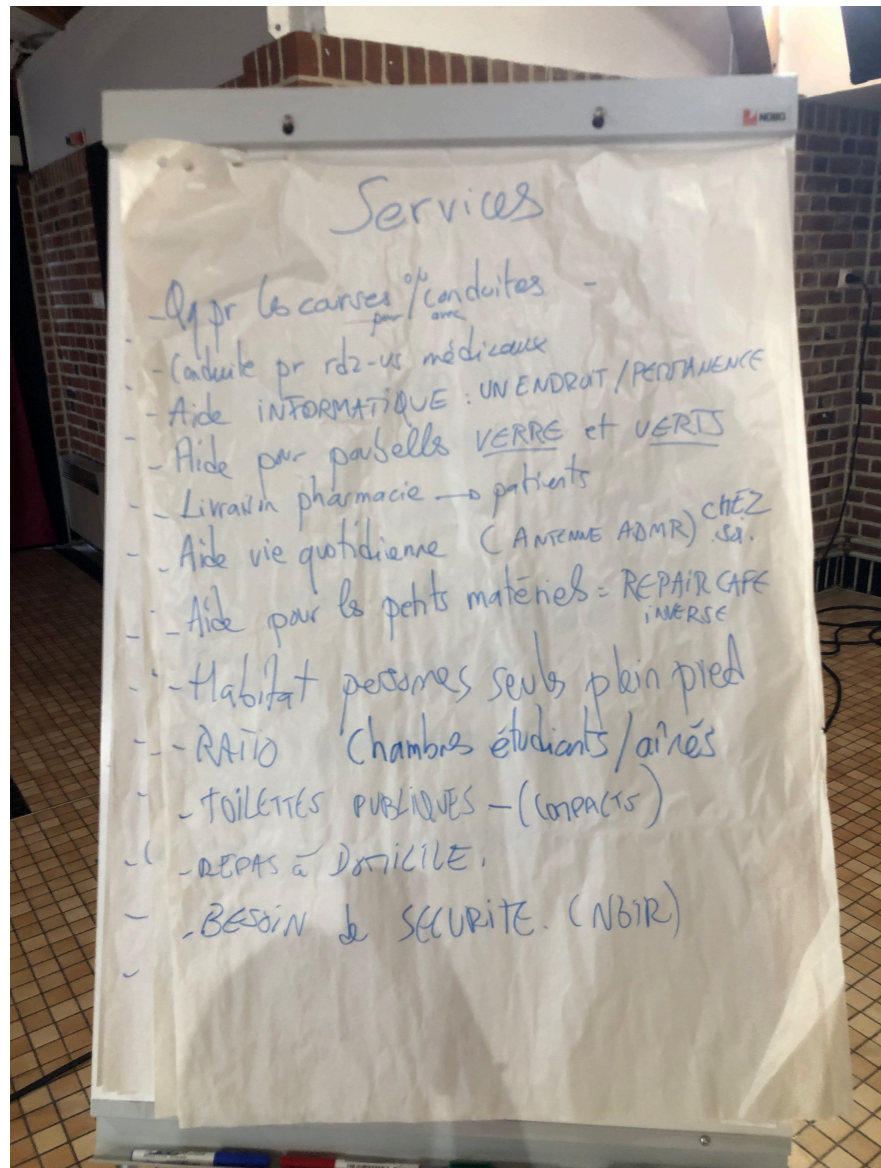 NOBO
Services
- Qq pr les courses % conduites -
pour / avec
- Conduite pr rdz-vs médicaux
- Aide INFORMATIQUE : UN ENDROIT / PERMANENCE
- Aide pour poubelles VERRE et VERTS
- Livraison pharmacie → patients
- Aide vie quotidienne (ANTENNE ADMR) CHEZ
soi.
- Aide pour les petits matériels = REPAIR CAFE
INVERSE
- Habitat personnes seules plein pied
- RATIO Chambres étudiants / aînés
- TOILETTES PUBLIQUES - (COMPACTS)
- REPAS à DOMICILE.
- BESOIN de SECURITE. (NOIR)